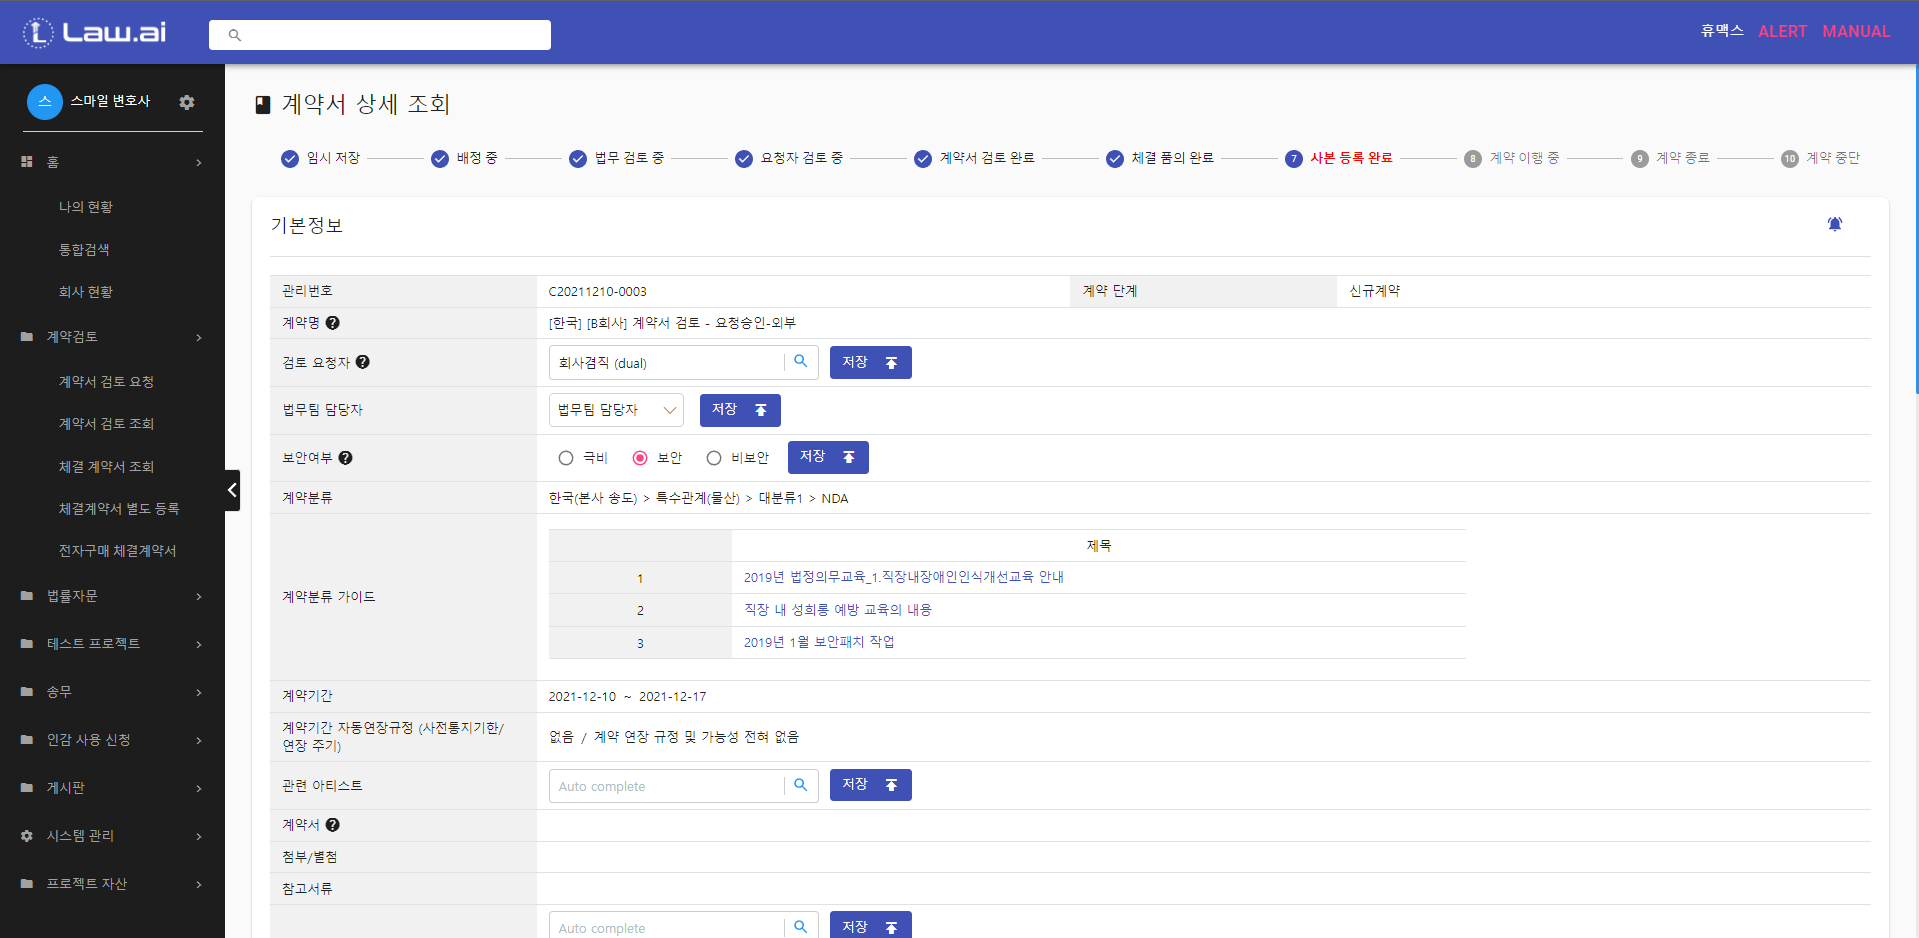 Law.ai
휴맥스 ALERT MANUAL
스 스마일 변호사
홈
나의 현황
통합검색
회사 현황
계약검토
계약서 검토 요청
계약서 검토 조회
체결 계약서 조회
체결계약서 별도 등록
전자구매 체결계약서
법률자문
테스트 프로젝트
송무
인감 사용 신청
게시판
시스템 관리
프로젝트 자산
계약서 상세 조회
임시 저장 배정 중 법무 검토 중 요청자 검토 중 계약서 검토 완료 체결 품의 완료 7 사본 등록 완료 8 계약 이행 중 9 계약 종료 10 계약 중단
기본정보
관리번호 C20211210-0003 계약 단계 신규계약
계약명 ? [한국] [B회사] 계약서 검토 - 요청승인-외부
검토 요청자 ? 회사겸직 (dual) 저장
법무팀 담당자 법무팀 담당자 저장
보안여부 ? 극비 보안 비보안 저장
계약분류 한국(본사 송도) > 특수관계(물산) > 대분류1 > NDA
계약분류 가이드
제목
1 2019년 법정의무교육_1.직장내장애인인식개선교육 안내
2 직장 내 성희롱 예방 교육의 내용
3 2019년 1월 보안패치 작업
계약기간 2021-12-10 ~ 2021-12-17
계약기간 자동연장규정 (사전통지기한/
연장 주기) 없음 / 계약 연장 규정 및 가능성 전혀 없음
관련 아티스트 Auto complete 저장
계약서 ?
첨부/별첨
참고서류
Auto complete 저장